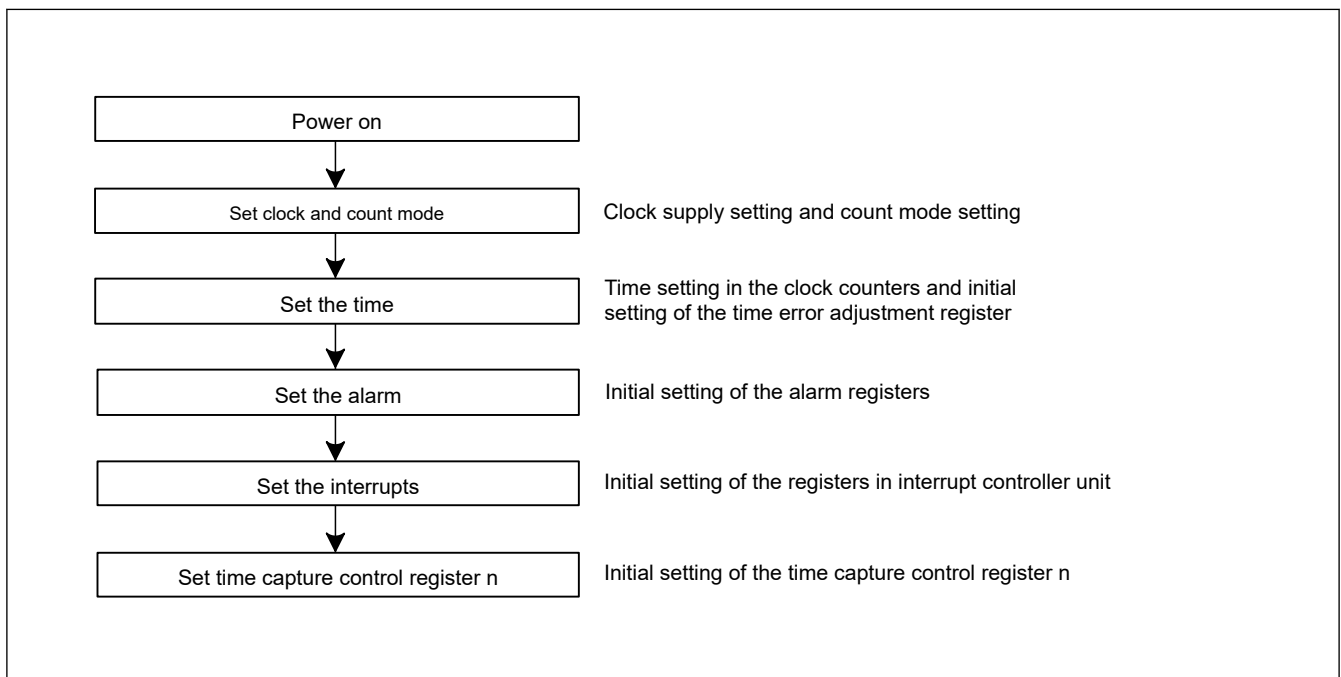 Power on
Set clock and count mode
Clock supply setting and count mode setting
Set the time
Time setting in the clock counters and initial
setting of the time error adjustment register
Set the alarm
Initial setting of the alarm registers
Set the interrupts
Initial setting of the registers in interrupt controller unit
Set time capture control register n
Initial setting of the time capture control register n